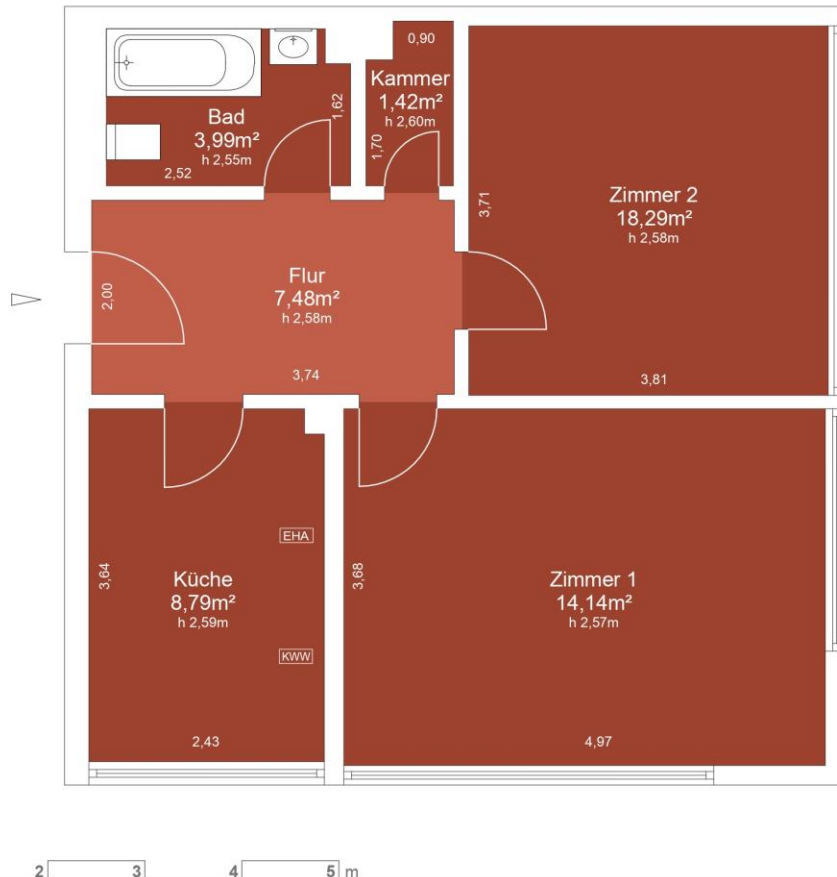 0,90
Kammer
1,42m²
h 2,60m
1,70
Bad
3,99m²
h 2,55m
1,62
2,52
Zimmer 2
18,29m²
h 2,58m
3,71
3,81
Flur
7,48m²
h 2,58m
2,00
3,74
EHA
Küche
8,79m²
h 2,59m
3,64
KWW
2,43
Zimmer 1
14,14m²
h 2,57m
3,68
4,97
2 3 4 5 m